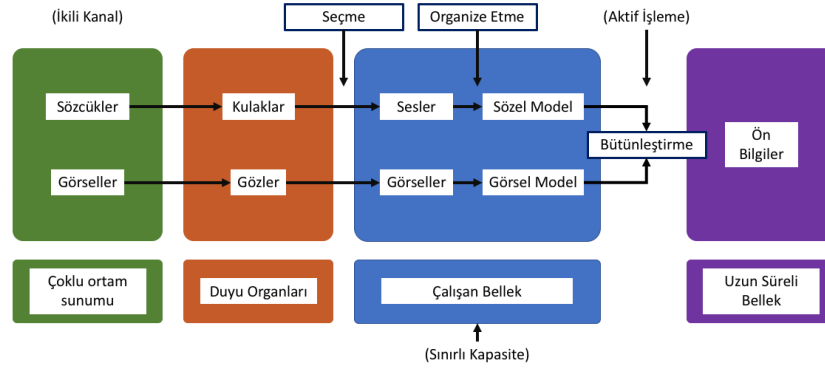 (İkili Kanal)
Seçme
Organize Etme
(Aktif İşleme)
Sözcükler
Kulaklar
Sesler
Sözel Model
Bütünleştirme
Ön
Bilgiler
Görseller
Gözler
Görseller
Görsel Model
Çoklu ortam
sunumu
Duyu Organları
Çalışan Bellek
Uzun Süreli
Bellek
(Sınırlı Kapasite)